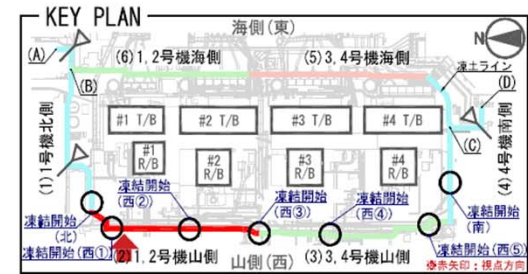 KEY PLAN
海側(東)
N
(A)
(6)1,2号機海側
(5)3,4号機海側
凍土ライン
(D)
(B)
#1 T/B
#2 T/B
#3 T/B
#4 T/B
(C)
(1)1号機北側
#1
R/B
#2
R/B
#3
R/B
#4
R/B
(4)4号機南側
凍結開始
(西②)
凍結開始
(西③)
凍結開始
(西④)
凍結開始
(南)
凍結開始
(北)
凍結開始(西①)
(2)1,2号機山側
(3)3,4号機山側
凍結開始(西⑤)
山側(西)
※赤矢印：視点方向